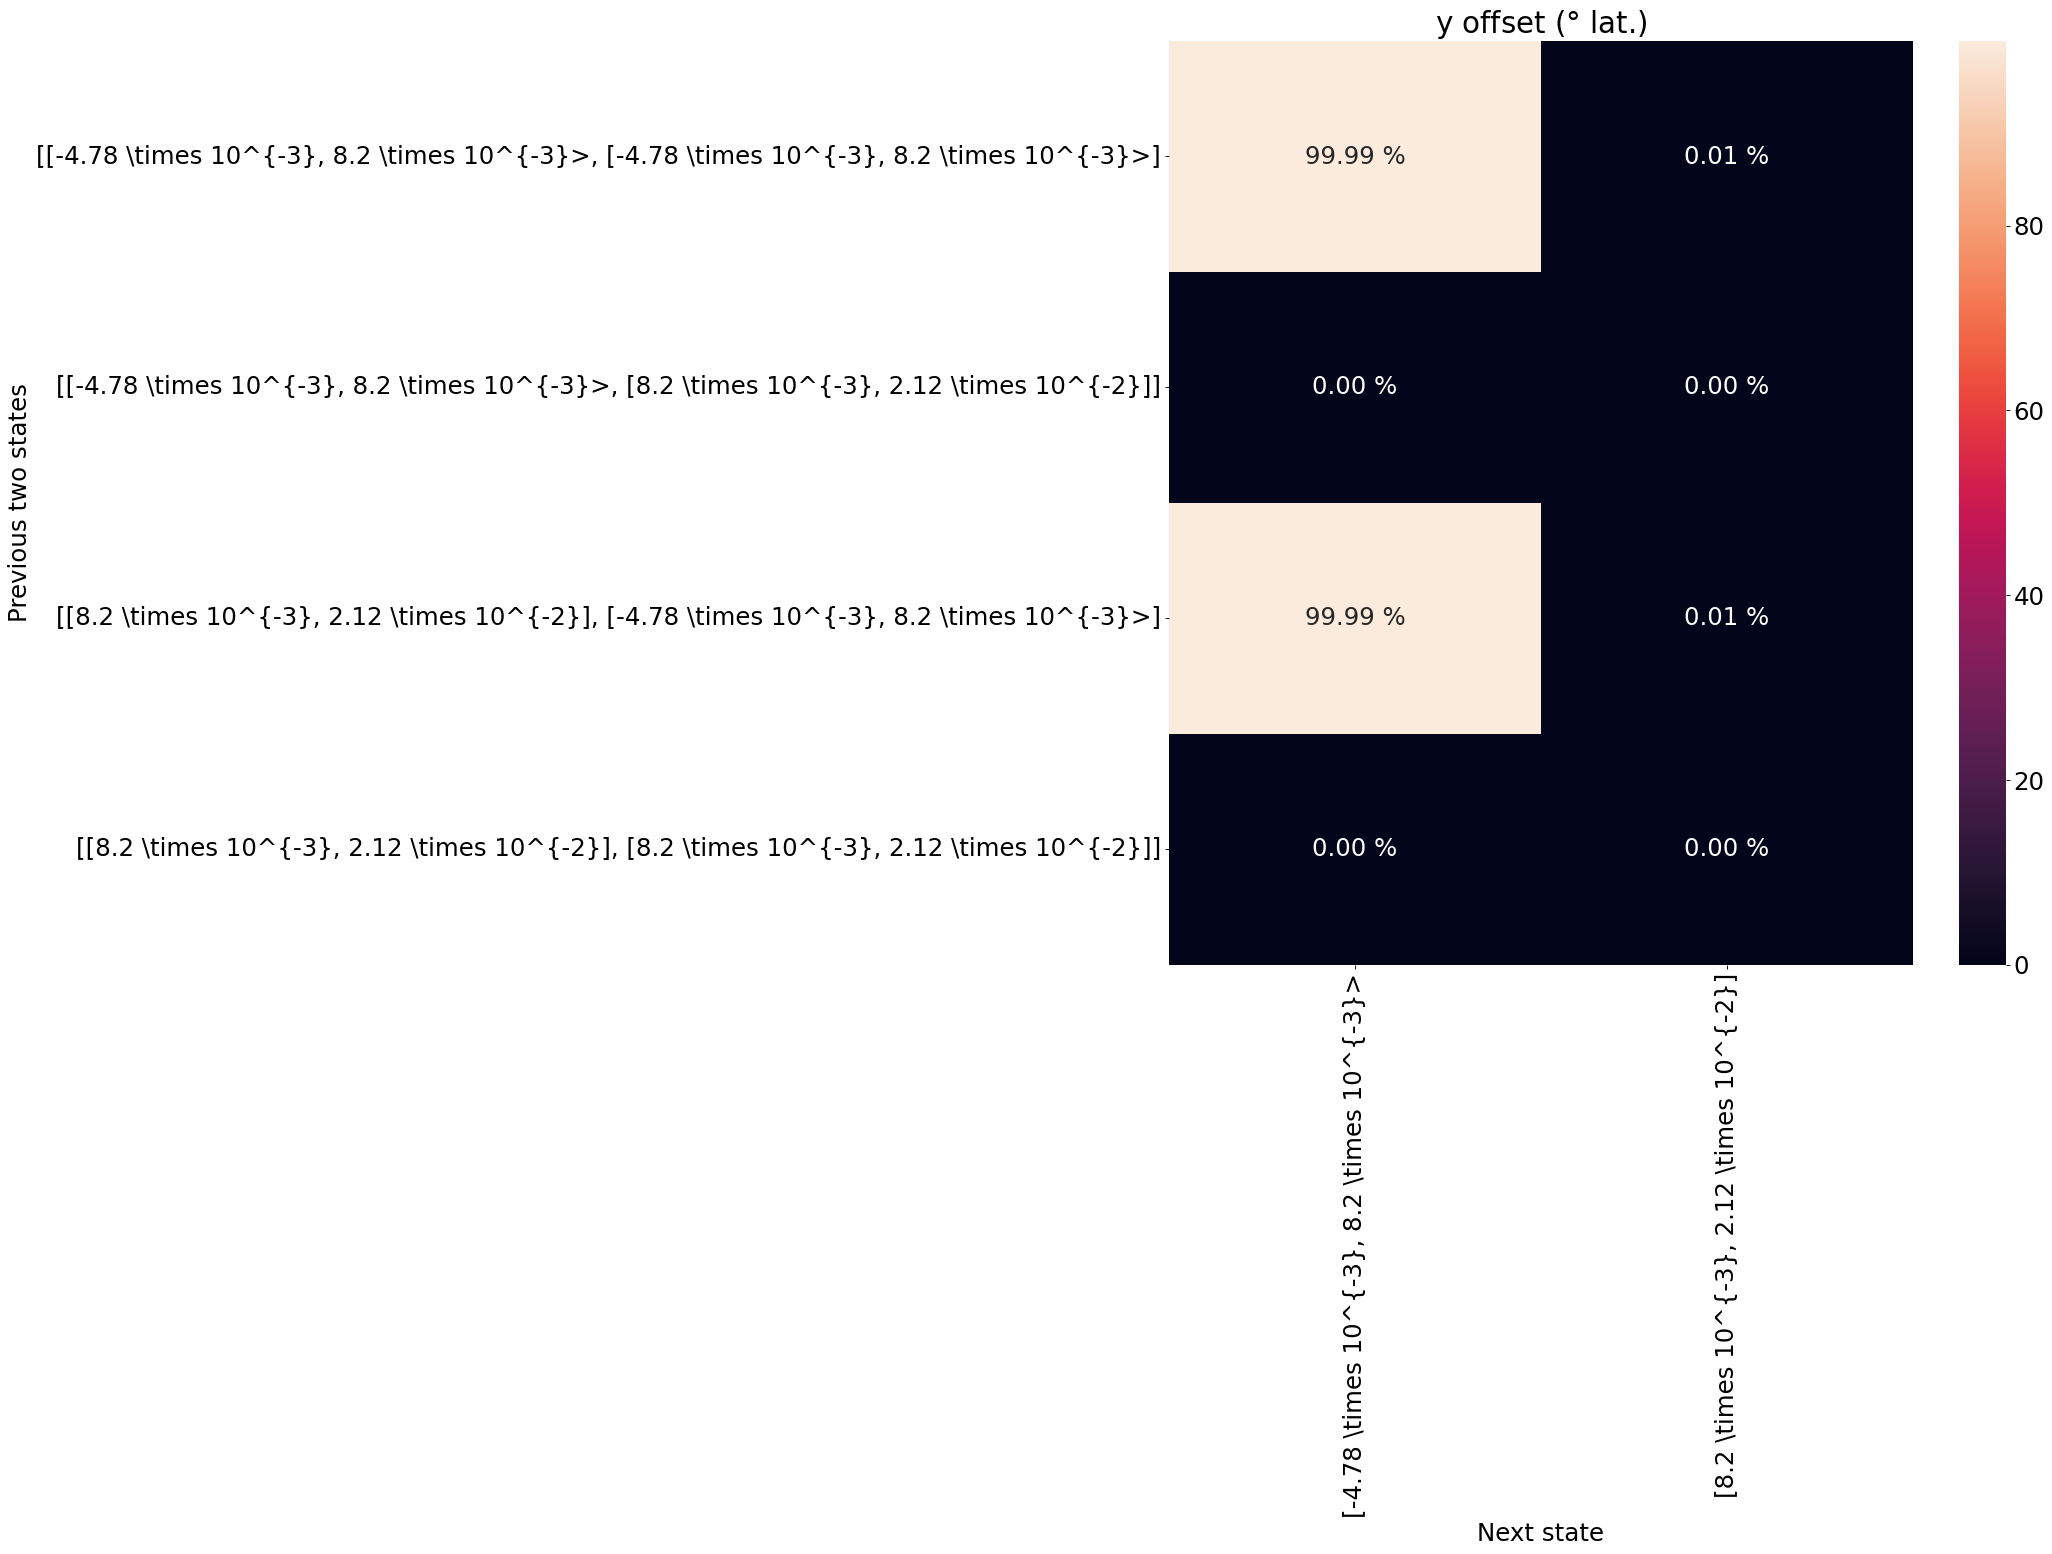 y offset (° lat.)
Previous two states
[[-4.78 \times 10^{-3}, 8.2 \times 10^{-3}>, [-4.78 \times 10^{-3}, 8.2 \times 10^{-3}>]
99.99 %
0.01 %
[[-4.78 \times 10^{-3}, 8.2 \times 10^{-3}>, [8.2 \times 10^{-3}, 2.12 \times 10^{-2}]]
0.00 %
0.00 %
[[8.2 \times 10^{-3}, 2.12 \times 10^{-2}], [-4.78 \times 10^{-3}, 8.2 \times 10^{-3}>]
99.99 %
0.01 %
[[8.2 \times 10^{-3}, 2.12 \times 10^{-2}], [8.2 \times 10^{-3}, 2.12 \times 10^{-2}]]
0.00 %
0.00 %
80
60
40
20
0
[-4.78 \times 10^{-3}, 8.2 \times 10^{-3}>
[8.2 \times 10^{-3}, 2.12 \times 10^{-2}]
Next state